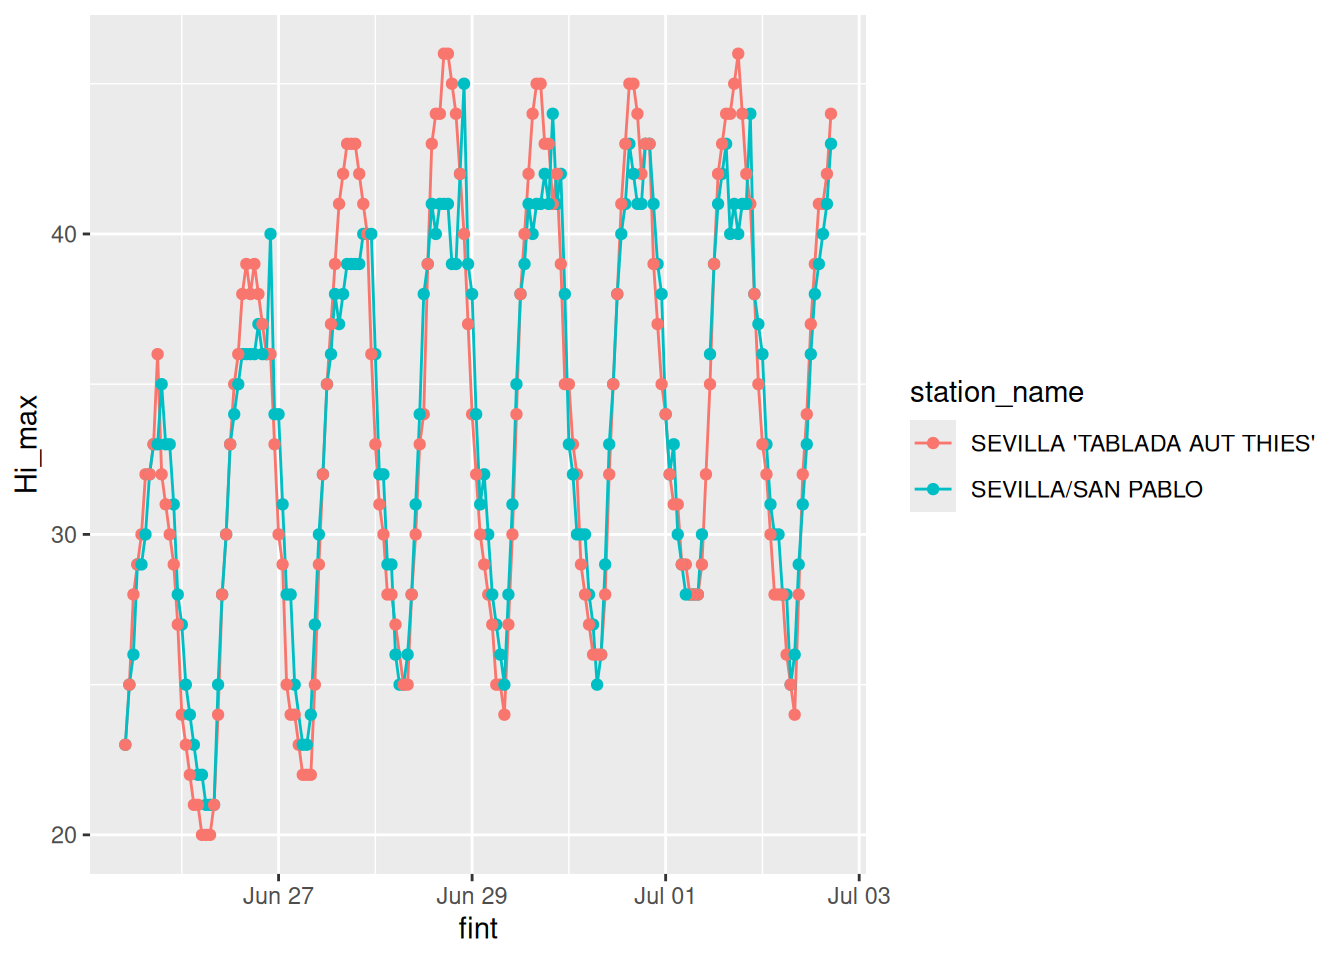 Hi_max
40
30
20
Jun 27
Jun 29
Jul 01
Jul 03
fint
station_name
SEVILLA 'TABLADA AUT THIES'
SEVILLA/SAN PABLO